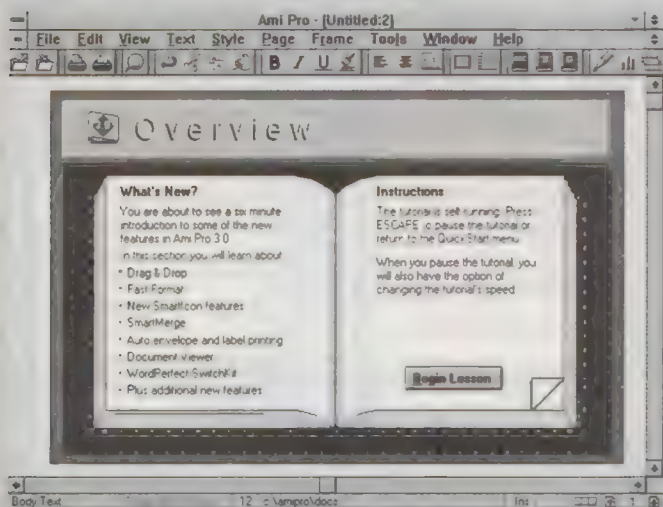 Ami Pro - [Untitled:2]
File Edit View Text Style Page Frame Tools Window Help
B I U
Overview
What's New?
You are about to see a six minute
introduction to some of the new
features in Ami Pro 3.0
In this section you will learn about
• Drag & Drop
• Fast Format
• New SmartIcon features
• SmartMerge
• Auto envelope and label printing
• Document Viewer
• WordPerfect SwitchKit
• Plus additional new features
Instructions
The tutorial is self running. Press
ESCAPE to pause the tutorial or
return to the QuickStart menu
When you pause the tutorial, you
will also have the option of
changing the tutorial's speed
Begin Lesson
Body Text 12 c:\amipro\docs Ins 1